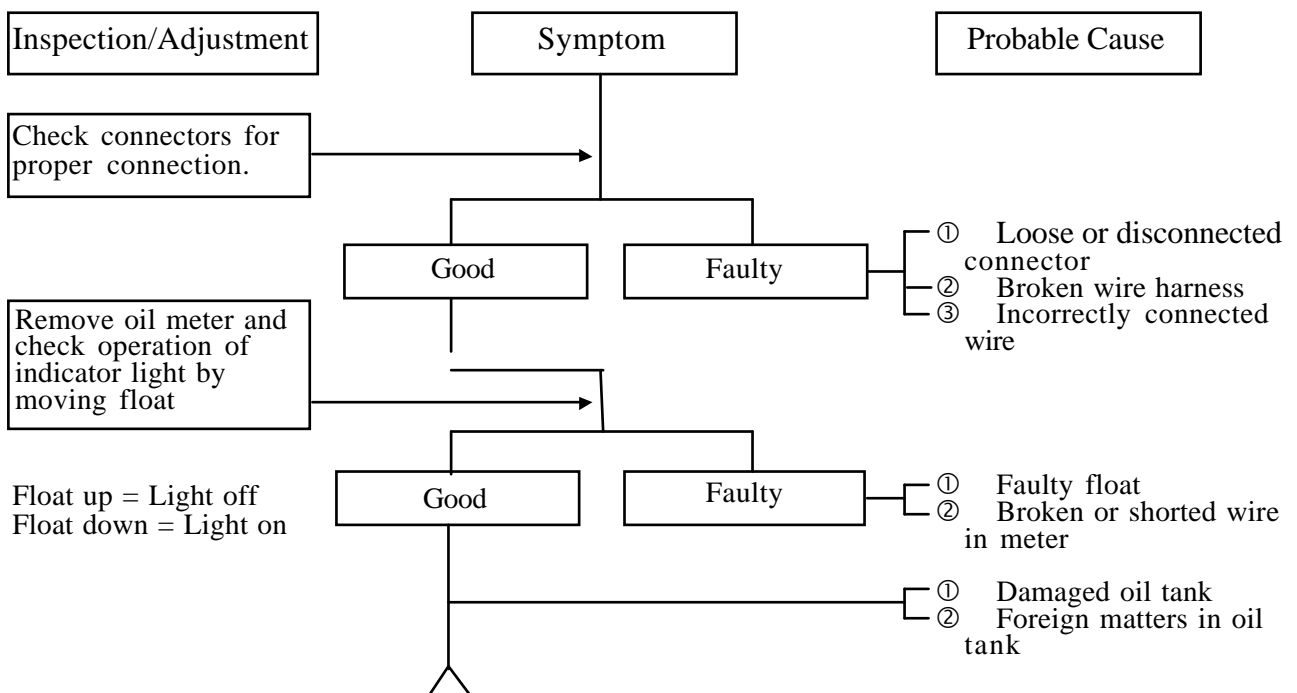 Inspection/Adjustment
Symptom
Probable Cause
Check connectors for
proper connection.
Good
Faulty
① Loose or disconnected
connector
② Broken wire harness
③ Incorrectly connected
wire
Remove oil meter and
check operation of
indicator light by
moving float
Float up = Light off
Float down = Light on
Good
Faulty
① Faulty float
② Broken or shorted wire
in meter
① Damaged oil tank
② Foreign matters in oil
tank